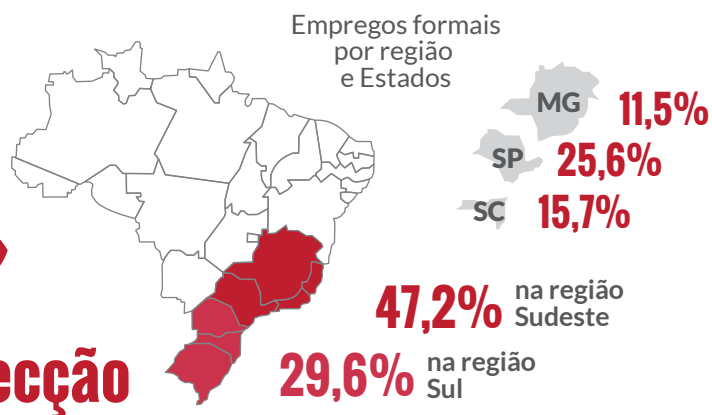 Empregos formais
por região
e Estados
MG 11,5%
SP 25,6%
SC 15,7%
47,2% na região
Sudeste
29,6% na região
Sul